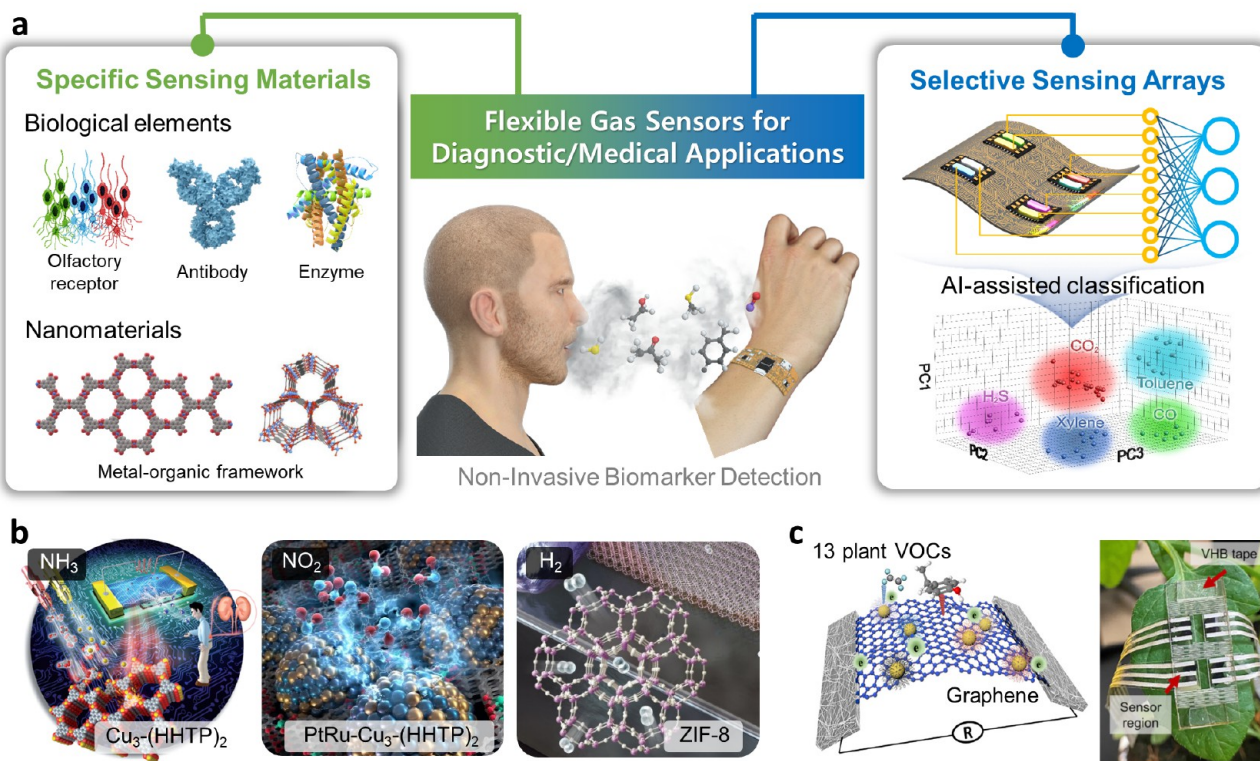 a
Specific Sensing Materials
Biological elements
Olfactory
receptor
Antibody
Enzyme
Nanomaterials
Metal-organic framework
Flexible Gas Sensors for
Diagnostic/Medical Applications
Non-Invasive Biomarker Detection
Selective Sensing Arrays
AI-assisted classification
PC1
CO₂
Toluene
H₂S
Xylene
CO
PC2
PC3
b
NH₃
Cu₃-(HHTP)₂
NO₂
PtRu-Cu₃-(HHTP)₂
H₂
ZIF-8
c
13 plant VOCs
e
e
e
e
Graphene
R
VHB tape
Sensor
region